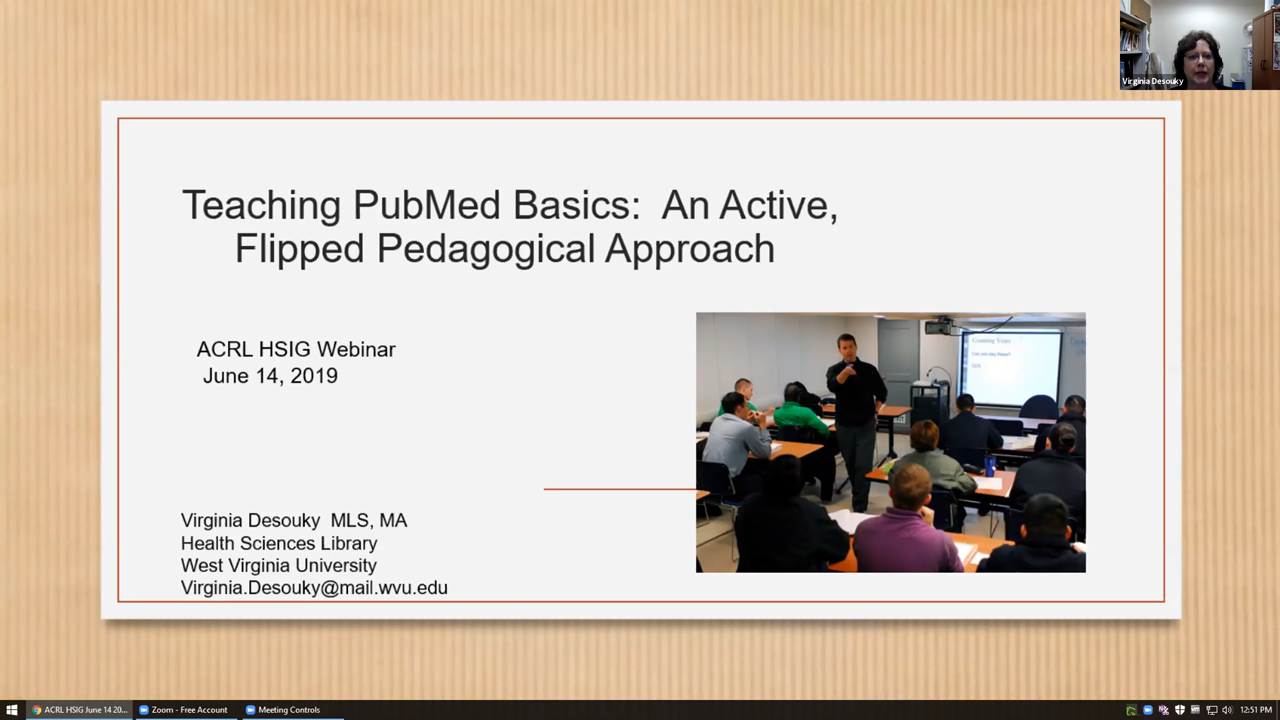 Virginia Desouky
Teaching PubMed Basics:  An Active,
Flipped Pedagogical Approach
ACRL HSIG Webinar
June 14, 2019
Virginia Desouky  MLS, MA
Health Sciences Library
West Virginia University
Virginia.Desouky@mail.wvu.edu
ACRL HSIG June 14 20...
Zoom - Free Account
Meeting Controls
12:51 PM